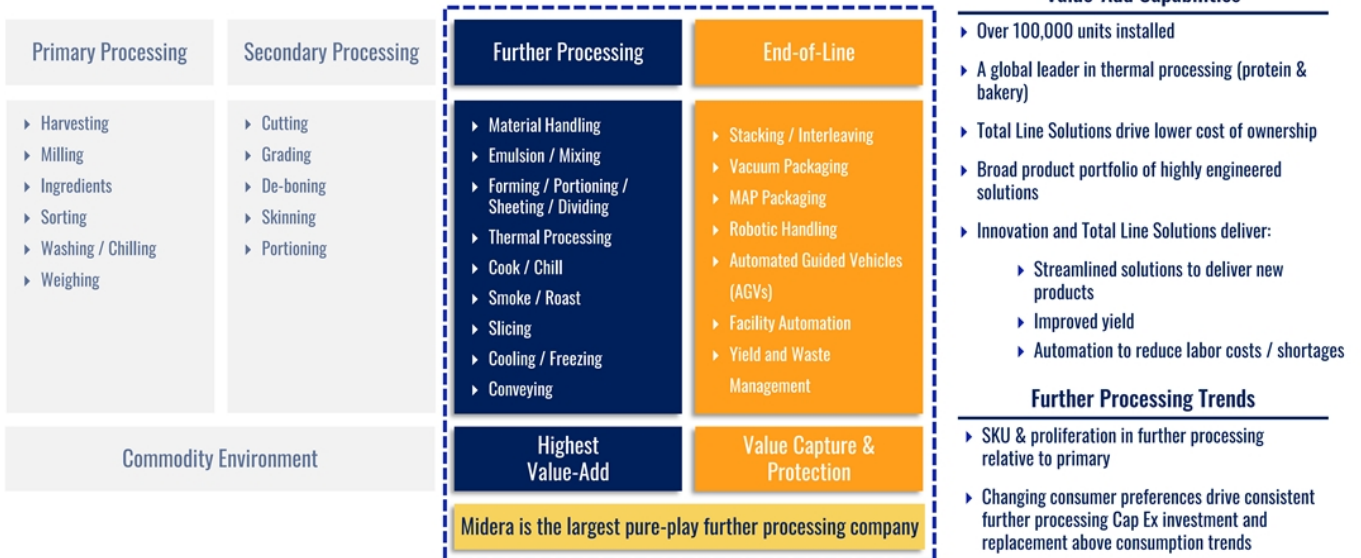 Primary Processing
Harvesting
Milling
Ingredients
Sorting
Washing / Chilling
Weighing
Secondary Processing
Cutting
Grading
De-boning
Skinning
Portioning
Commodity Environment
Further Processing
Material Handling
Emulsion / Mixing
Forming / Portioning /
Sheeting / Dividing
Thermal Processing
Cook / Chill
Smoke / Roast
Slicing
Cooling / Freezing
Conveying
Highest
Value-Add
End-of-Line
Stacking / Interleaving
Vacuum Packaging
MAP Packaging
Robotic Handling
Automated Guided Vehicles
(AGVs)
Facility Automation
Yield and Waste
Management
Value Capture &
Protection
Midera is the largest pure-play further processing company
Value-Add Capabilities
Over 100,000 units installed
A global leader in thermal processing (protein &
bakery)
Total Line Solutions drive lower cost of ownership
Broad product portfolio of highly engineered
solutions
Innovation and Total Line Solutions deliver:
Streamlined solutions to deliver new
products
Improved yield
Automation to reduce labor costs / shortages
Further Processing Trends
SKU & proliferation in further processing
relative to primary
Changing consumer preferences drive consistent
further processing Cap Ex investment and
replacement above consumption trends